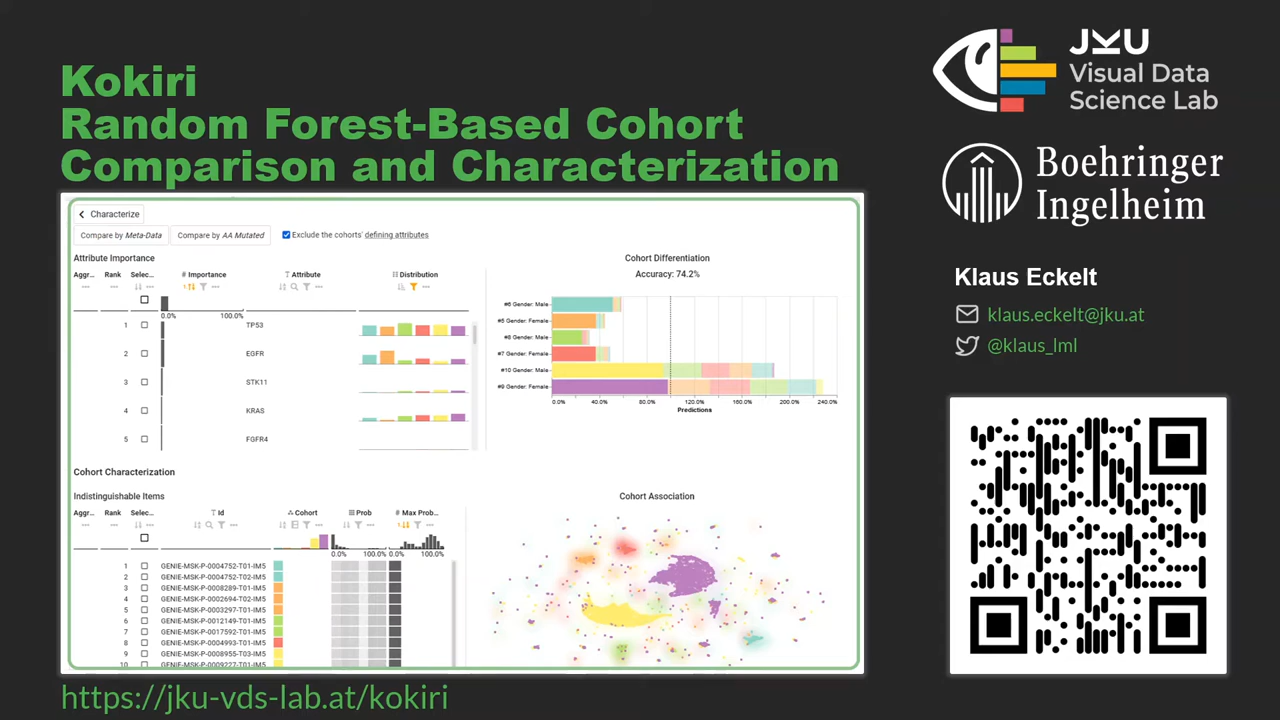 Kokiri
Random Forest-Based Cohort
Comparison and Characterization
JKU
Visual Data
Science Lab
Boehringer
Ingelheim
Klaus Eckelt
klaus.eckelt@jku.at
@klaus_lml
Characterize
Compare by Meta-Data Compare by AA Mutated Exclude the cohorts' defining attributes
Attribute Importance
Aggr... Rank Selec... # Importance Attribute Distribution
0.0% 100.0%
1 TP53
2 EGFR
3 STK11
4 KRAS
5 FGFR4
Cohort Differentiation
Accuracy: 74.2%
#6 Gender: Male
#5 Gender: Female
#8 Gender: Male
#7 Gender: Female
#10 Gender: Male
#9 Gender: Female
0.0% 40.0% 80.0% 120.0% 160.0% 200.0% 240.0%
Predictions
Cohort Characterization
Indistinguishable Items
Aggr... Rank Selec... Id Cohort Prob # Max Prob...
0.0% 100.0% 0.0% 100.0%
1 GENIE-MSK-P-0004752-T01-IM5
2 GENIE-MSK-P-0004752-T02-IM5
3 GENIE-MSK-P-0008289-T01-IM5
4 GENIE-MSK-P-0002694-T02-IM5
5 GENIE-MSK-P-0003297-T01-IM5
6 GENIE-MSK-P-0012149-T01-IM5
7 GENIE-MSK-P-0017592-T01-IM5
8 GENIE-MSK-P-0004993-T01-IM5
9 GENIE-MSK-P-0008955-T03-IM5
10 GENIE-MSK-P-0009227-T01-IM5
Cohort Association
https://jku-vds-lab.at/kokiri